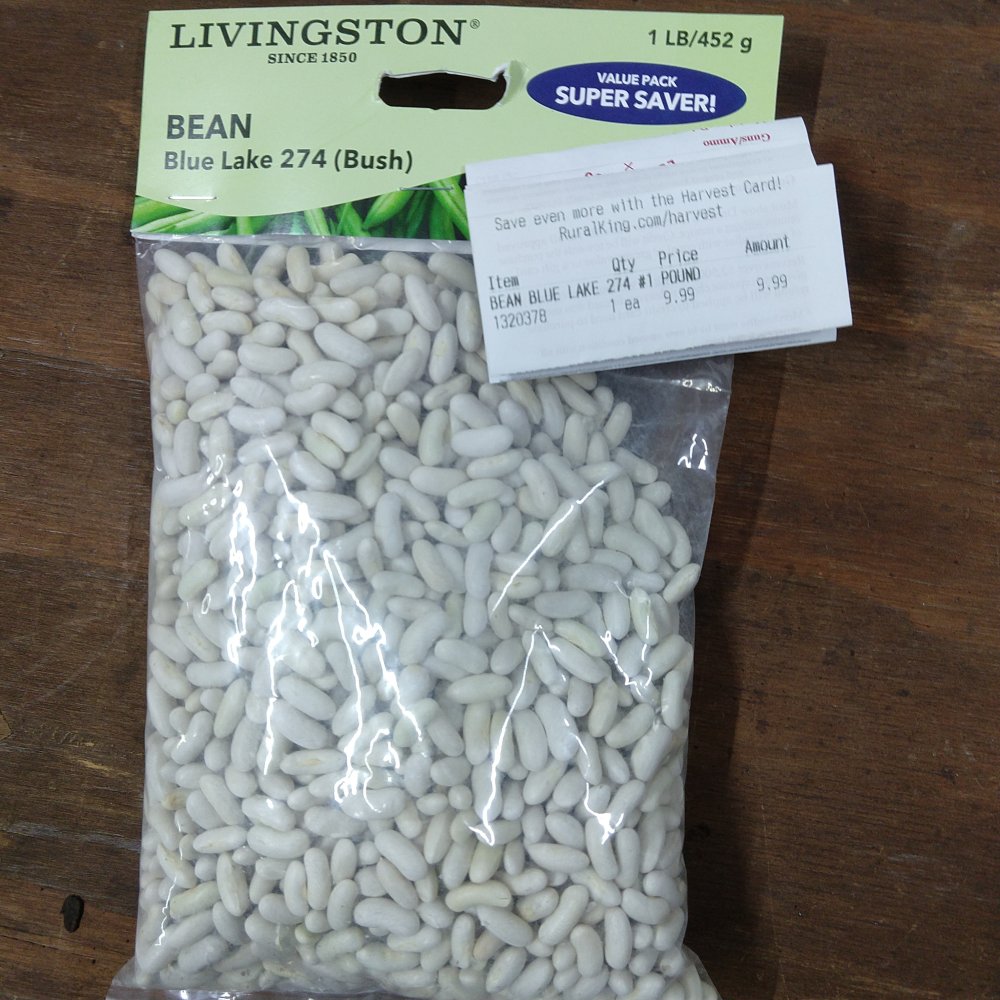 LIVINGSTON®
SINCE 1850
1 LB/452 g
VALUE PACK
SUPER SAVER!
BEAN
Blue Lake 274 (Bush)
Guns/Ammo
Save even more with the Harvest Card!
RuralKing.com/harvest
Item Qty Price Amount
BEAN BLUE LAKE 274 #1 POUND
1320378 1 ea 9.99 9.99